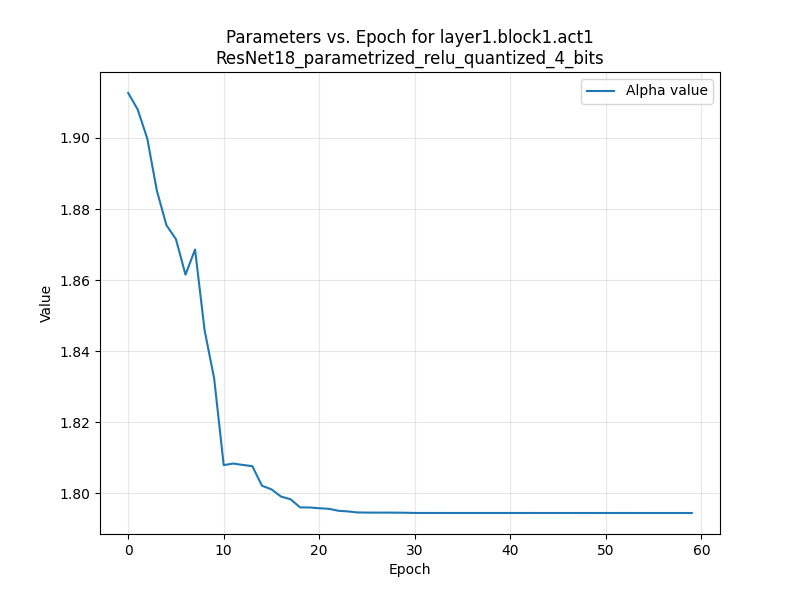 Parameters vs. Epoch for layer1.block1.act1
ResNet18_parametrized_relu_quantized_4_bits
Alpha value
Value
1.90
1.88
1.86
1.84
1.82
1.80
0 10 20 30 40 50 60
Epoch